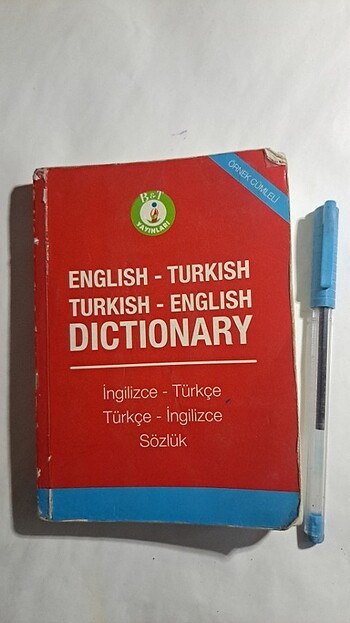 ÖRNEK CÜMLELİ
B&T
YAYINLARI
ENGLISH - TURKISH
TURKISH - ENGLISH
DICTIONARY
İngilizce - Türkçe
Türkçe - İngilizce
Sözlük